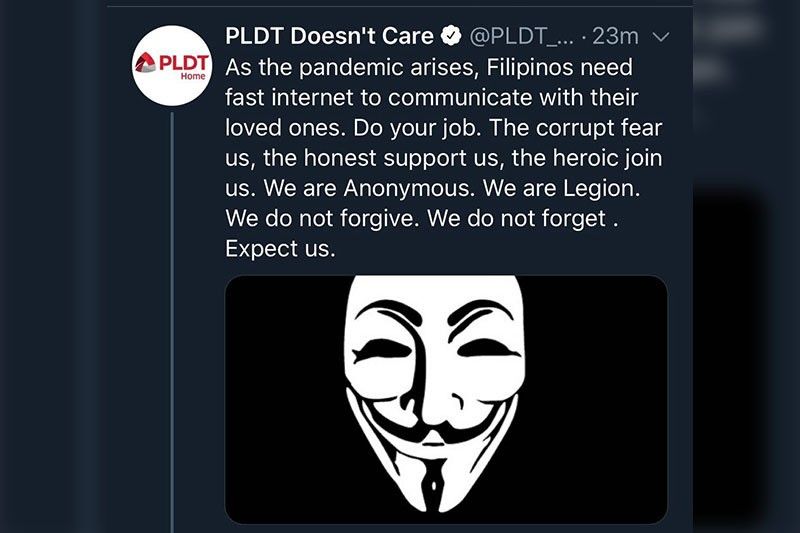 PLDT
Home
PLDT Doesn't Care @PLDT_... · 23m
As the pandemic arises, Filipinos need
fast internet to communicate with their
loved ones. Do your job. The corrupt fear
us, the honest support us, the heroic join
us. We are Anonymous. We are Legion.
We do not forgive. We do not forget .
Expect us.